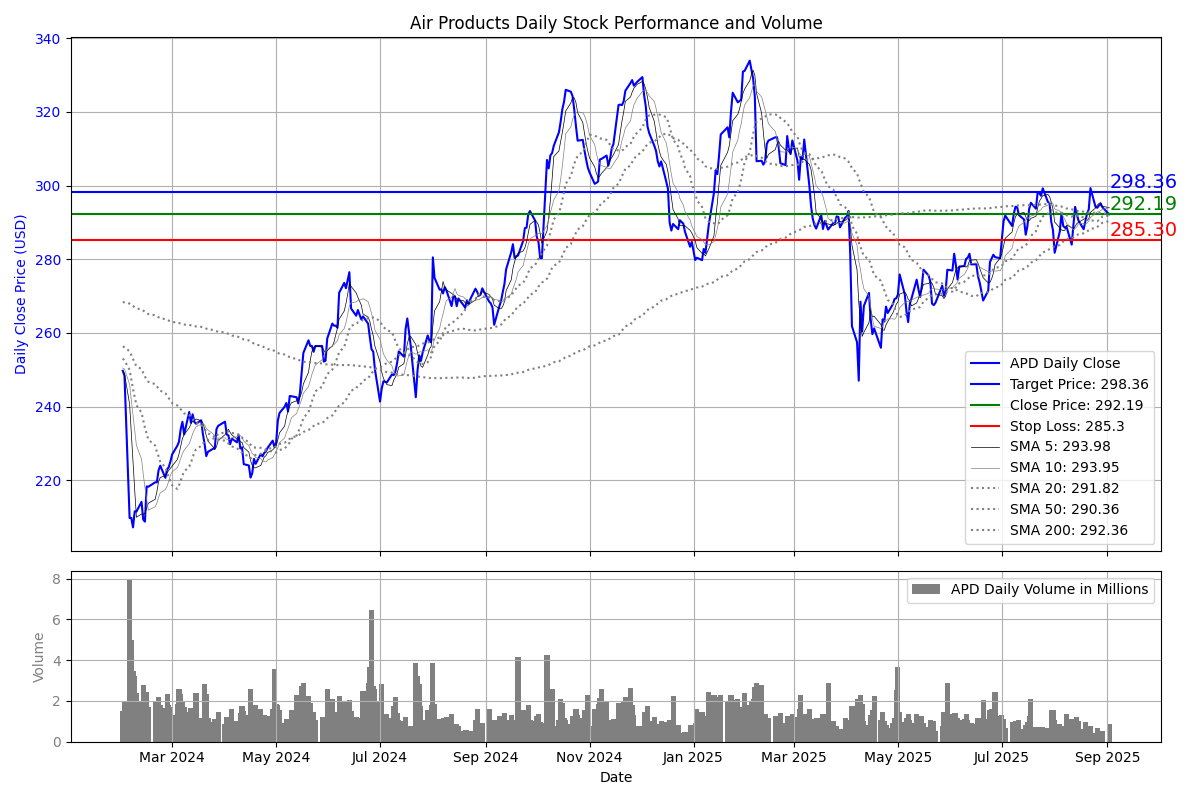 Air Products Daily Stock Performance and Volume
Daily Close Price (USD)
340
320
300
280
260
240
220
298.36
292.19
285.30
APD Daily Close
Target Price: 298.36
Close Price: 292.19
Stop Loss: 285.3
SMA 5: 293.98
SMA 10: 293.95
SMA 20: 291.82
SMA 50: 290.36
SMA 200: 292.36
Volume
8
6
4
2
0
APD Daily Volume in Millions
Mar 2024 May 2024 Jul 2024 Sep 2024 Nov 2024 Jan 2025 Mar 2025 May 2025 Jul 2025 Sep 2025
Date